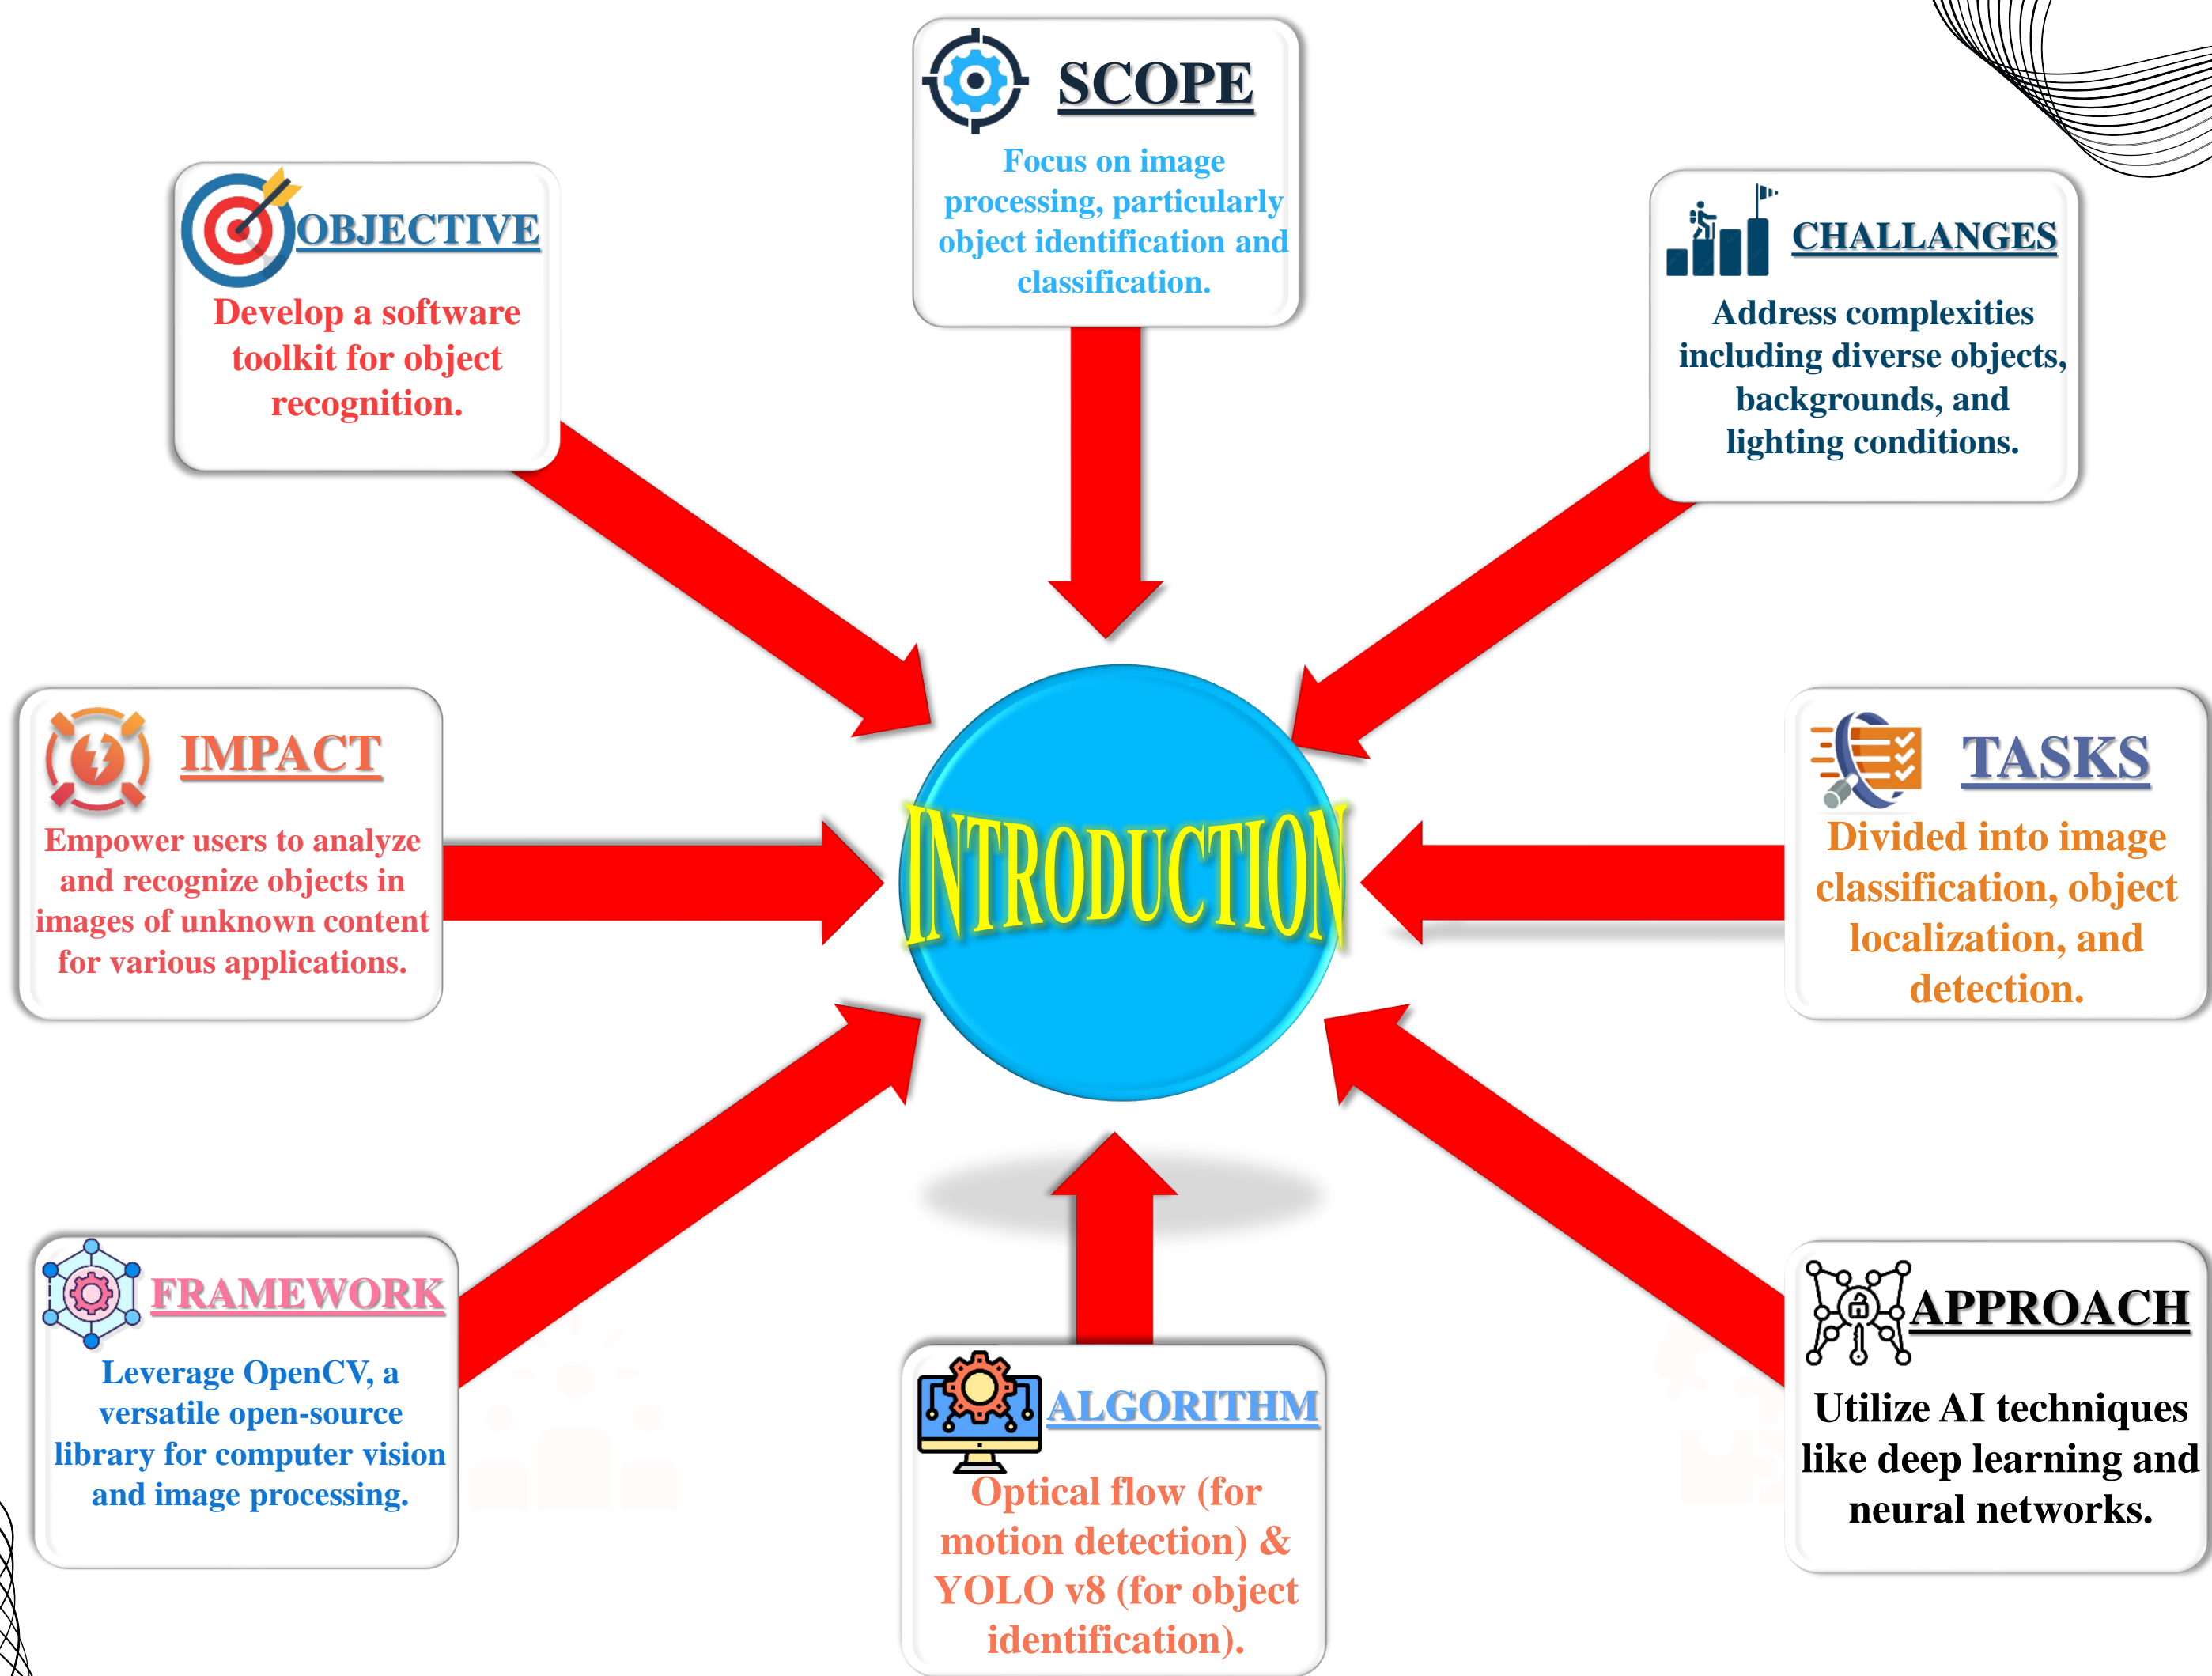 SCOPE
Focus on image
processing, particularly
object identification and
classification.
OBJECTIVE
Develop a software
toolkit for object
recognition.
CHALLANGES
Address complexities
including diverse objects,
backgrounds, and
lighting conditions.
IMPACT
Empower users to analyze
and recognize objects in
images of unknown content
for various applications.
INTRODUCTION
TASKS
Divided into image
classification, object
localization, and
detection.
FRAMEWORK
Leverage OpenCV, a
versatile open-source
library for computer vision
and image processing.
ALGORITHM
Optical flow (for
motion detection) &
YOLO v8 (for object
identification).
APPROACH
Utilize AI techniques
like deep learning and
neural networks.